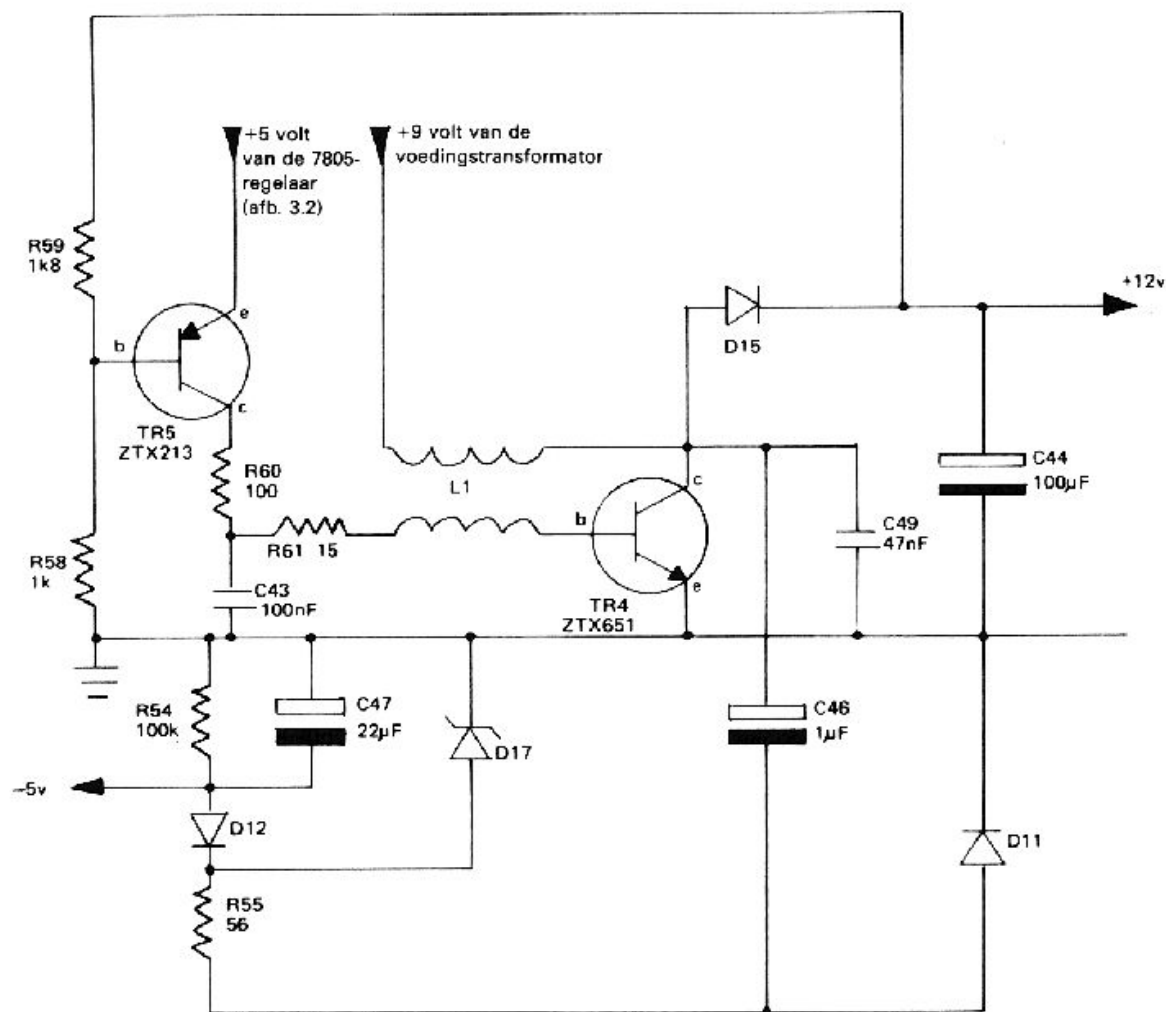 +5 volt
van de 7805-
regelaar
(afb. 3.2)
+9 volt van de
voedingstransformator
R59
1k8
e
b
c
TR5
ZTX213
D15
+12v
R60
100
L1
c
C44
100µF
b
C49
47nF
R61 15
R58
1k
C43
100nF
e
TR4
ZTX651
R54
100k
C47
22µF
D17
C46
1µF
−5v
D12
D11
R55
56